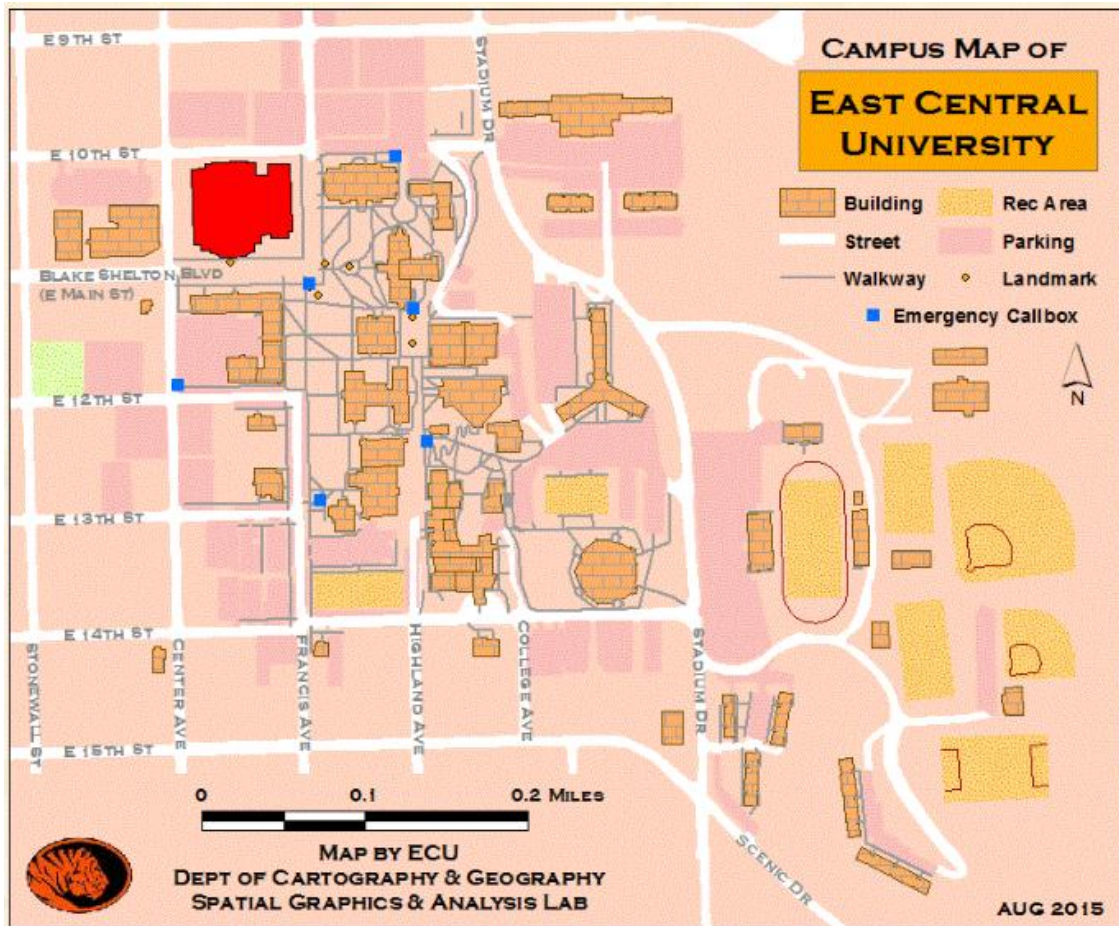 CAMPUS MAP OF
EAST CENTRAL
UNIVERSITY
Building
Rec Area
Street
Parking
Walkway
Landmark
Emergency Callbox
N
E 9TH ST
STADIUM DR
E 10TH ST
BLAKE SHELTON BLVD
(E MAIN ST)
E 12TH ST
E 13TH ST
E 14TH ST
STONEWALL ST
CENTER AVE
FRANCIS AVE
HIGHLAND AVE
COLLEGE AVE
STADIUM DR
E 15TH ST
SCENIC DR
0 0.1 0.2 MILES
MAP BY ECU
DEPT OF CARTOGRAPHY & GEOGRAPHY
SPATIAL GRAPHICS & ANALYSIS LAB
AUG 2015